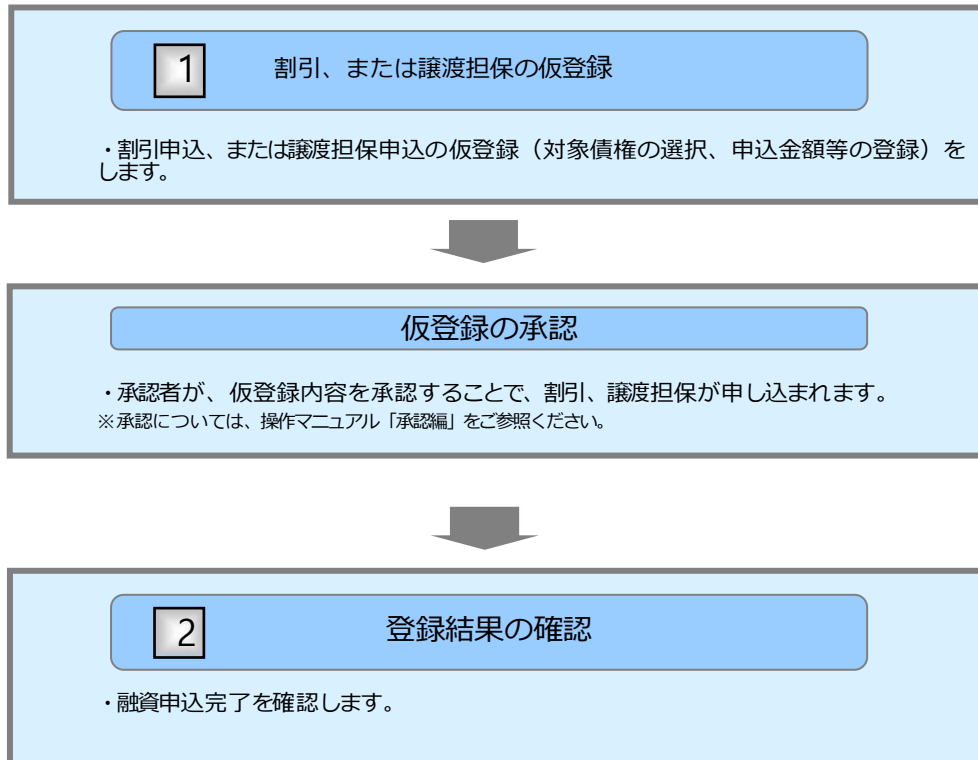 1
割引、または譲渡担保の仮登録
・割引申込、または譲渡担保申込の仮登録（対象債権の選択、申込金額等の登録）を
します。
仮登録の承認
・承認者が、仮登録内容を承認することで、割引、譲渡担保が申し込まれます。
※承認については、操作マニュアル「承認編」をご参照ください。
2
登録結果の確認
・融資申込完了を確認します。